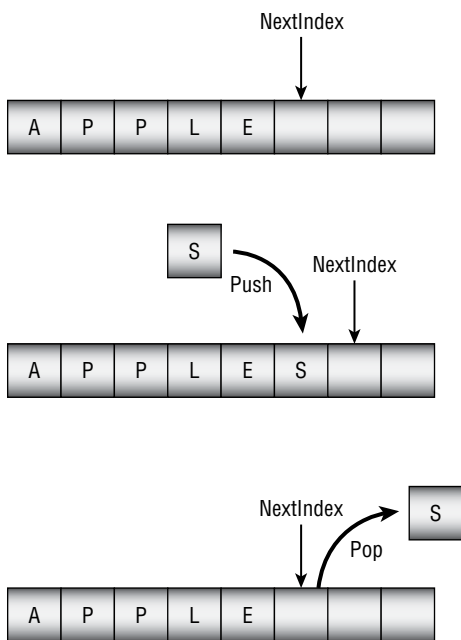 NextIndex
A P P L E
S
Push
NextIndex
A P P L E S
NextIndex
S
Pop
A P P L E